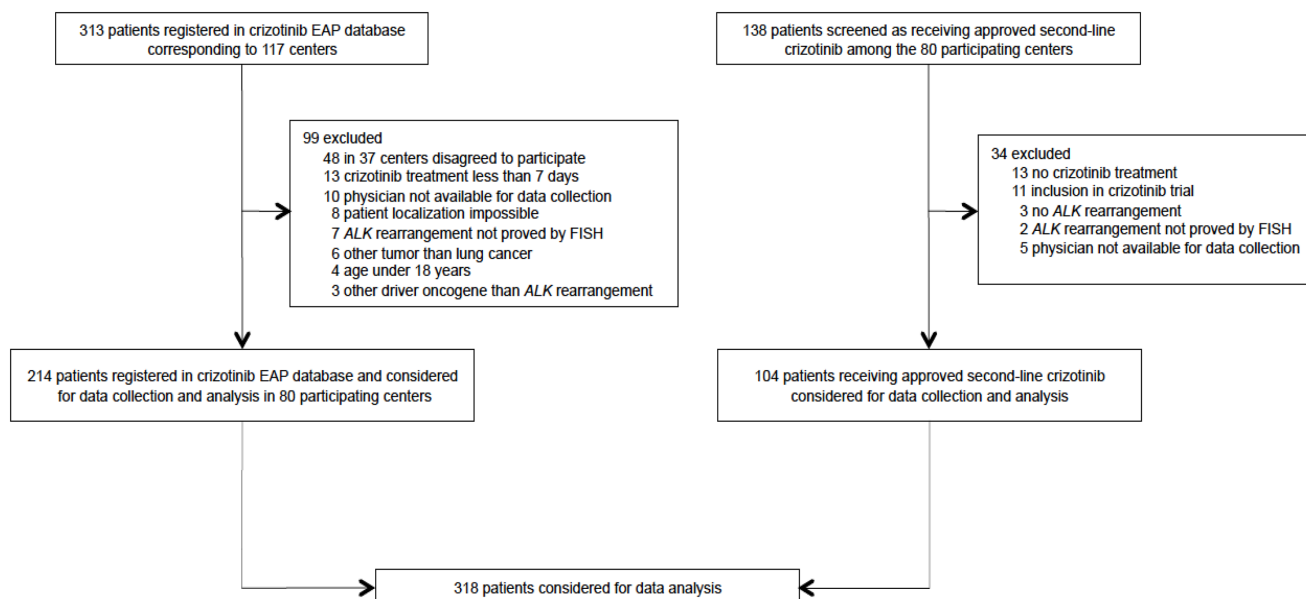 313 patients registered in crizotinib EAP database
corresponding to 117 centers
138 patients screened as receiving approved second-line
crizotinib among the 80 participating centers
99 excluded
48 in 37 centers disagreed to participate
13 crizotinib treatment less than 7 days
10 physician not available for data collection
8 patient localization impossible
7 ALK rearrangement not proved by FISH
6 other tumor than lung cancer
4 age under 18 years
3 other driver oncogene than ALK rearrangement
34 excluded
13 no crizotinib treatment
11 inclusion in crizotinib trial
3 no ALK rearrangement
2 ALK rearrangement not proved by FISH
5 physician not available for data collection
214 patients registered in crizotinib EAP database and considered
for data collection and analysis in 80 participating centers
104 patients receiving approved second-line crizotinib
considered for data collection and analysis
318 patients considered for data analysis